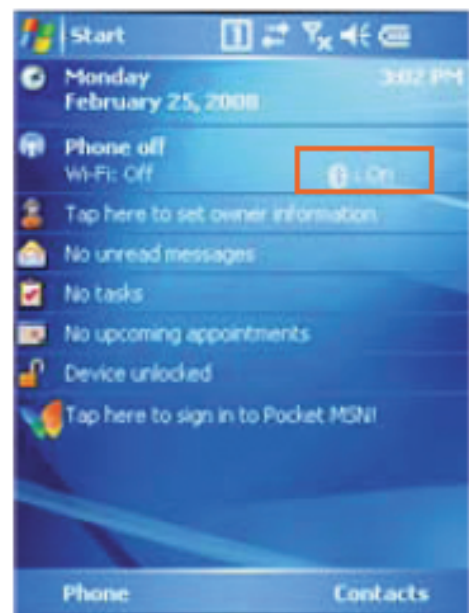 Start 1
Monday 3:02 PM
February 25, 2008
Phone off
Wi-Fi: Off : On
Tap here to set owner information.
No unread messages
No tasks
No upcoming appointments
Device unlocked
Tap here to sign in to Pocket MSN!
Phone Contacts